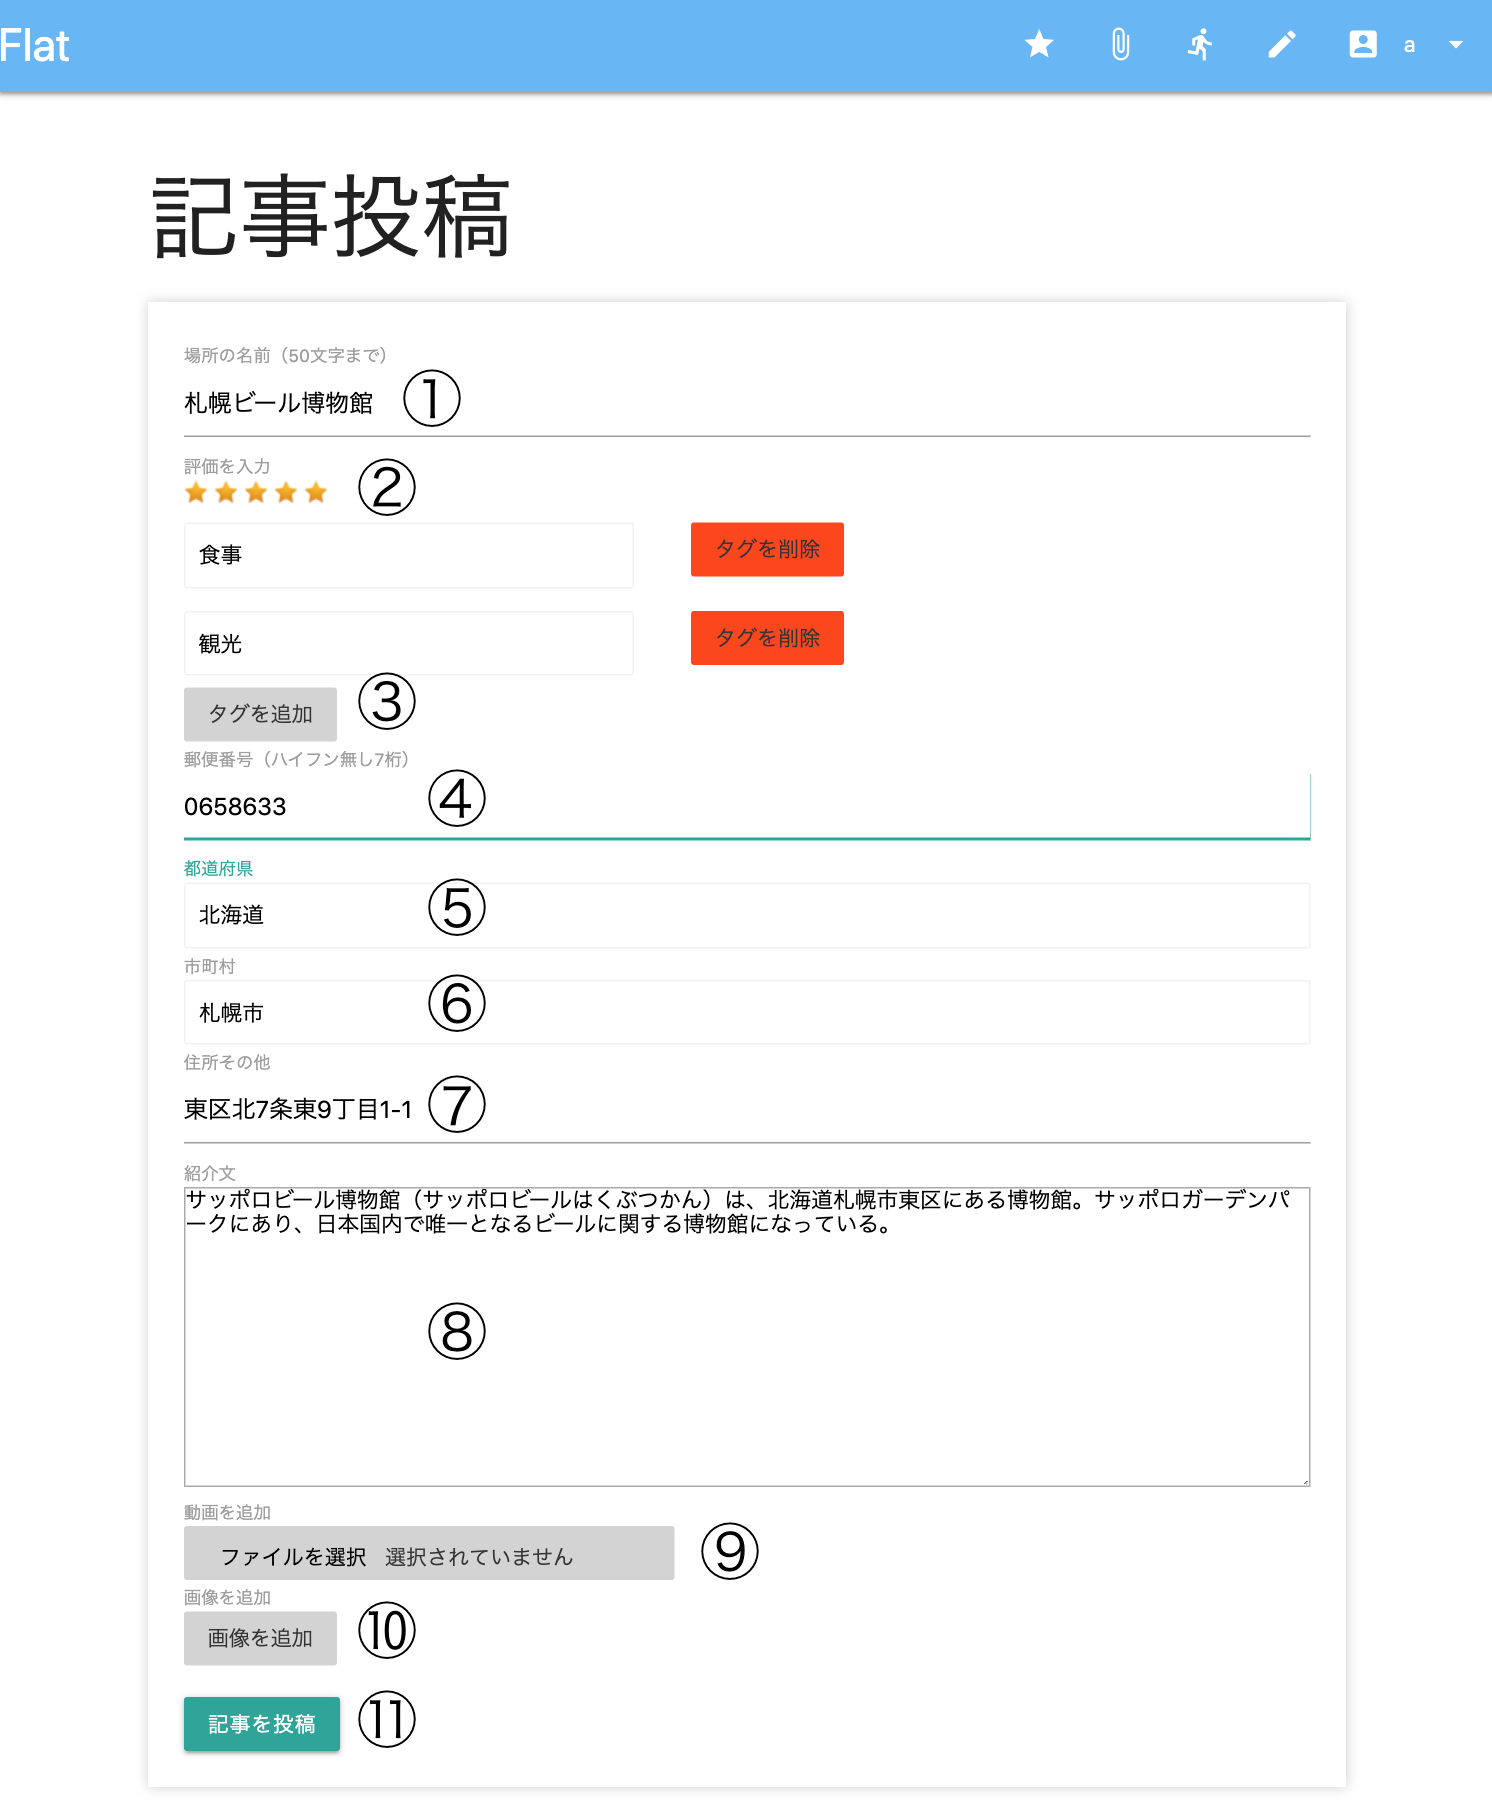 Flat
a
記事投稿
場所の名前（50文字まで）
札幌ビール博物館 ①
評価を入力
②
食事 タグを削除
観光 タグを削除
タグを追加 ③
郵便番号（ハイフン無し7桁）
0658633 ④
都道府県
北海道 ⑤
市町村
札幌市 ⑥
住所その他
東区北7条東9丁目1-1 ⑦
紹介文
サッポロビール博物館（サッポロビールはくぶつかん）は、北海道札幌市東区にある博物館。サッポロガーデンパ
ークにあり、日本国内で唯一となるビールに関する博物館になっている。
⑧
動画を追加
ファイルを選択 選択されていません ⑨
画像を追加
画像を追加 ⑩
記事を投稿 ⑪